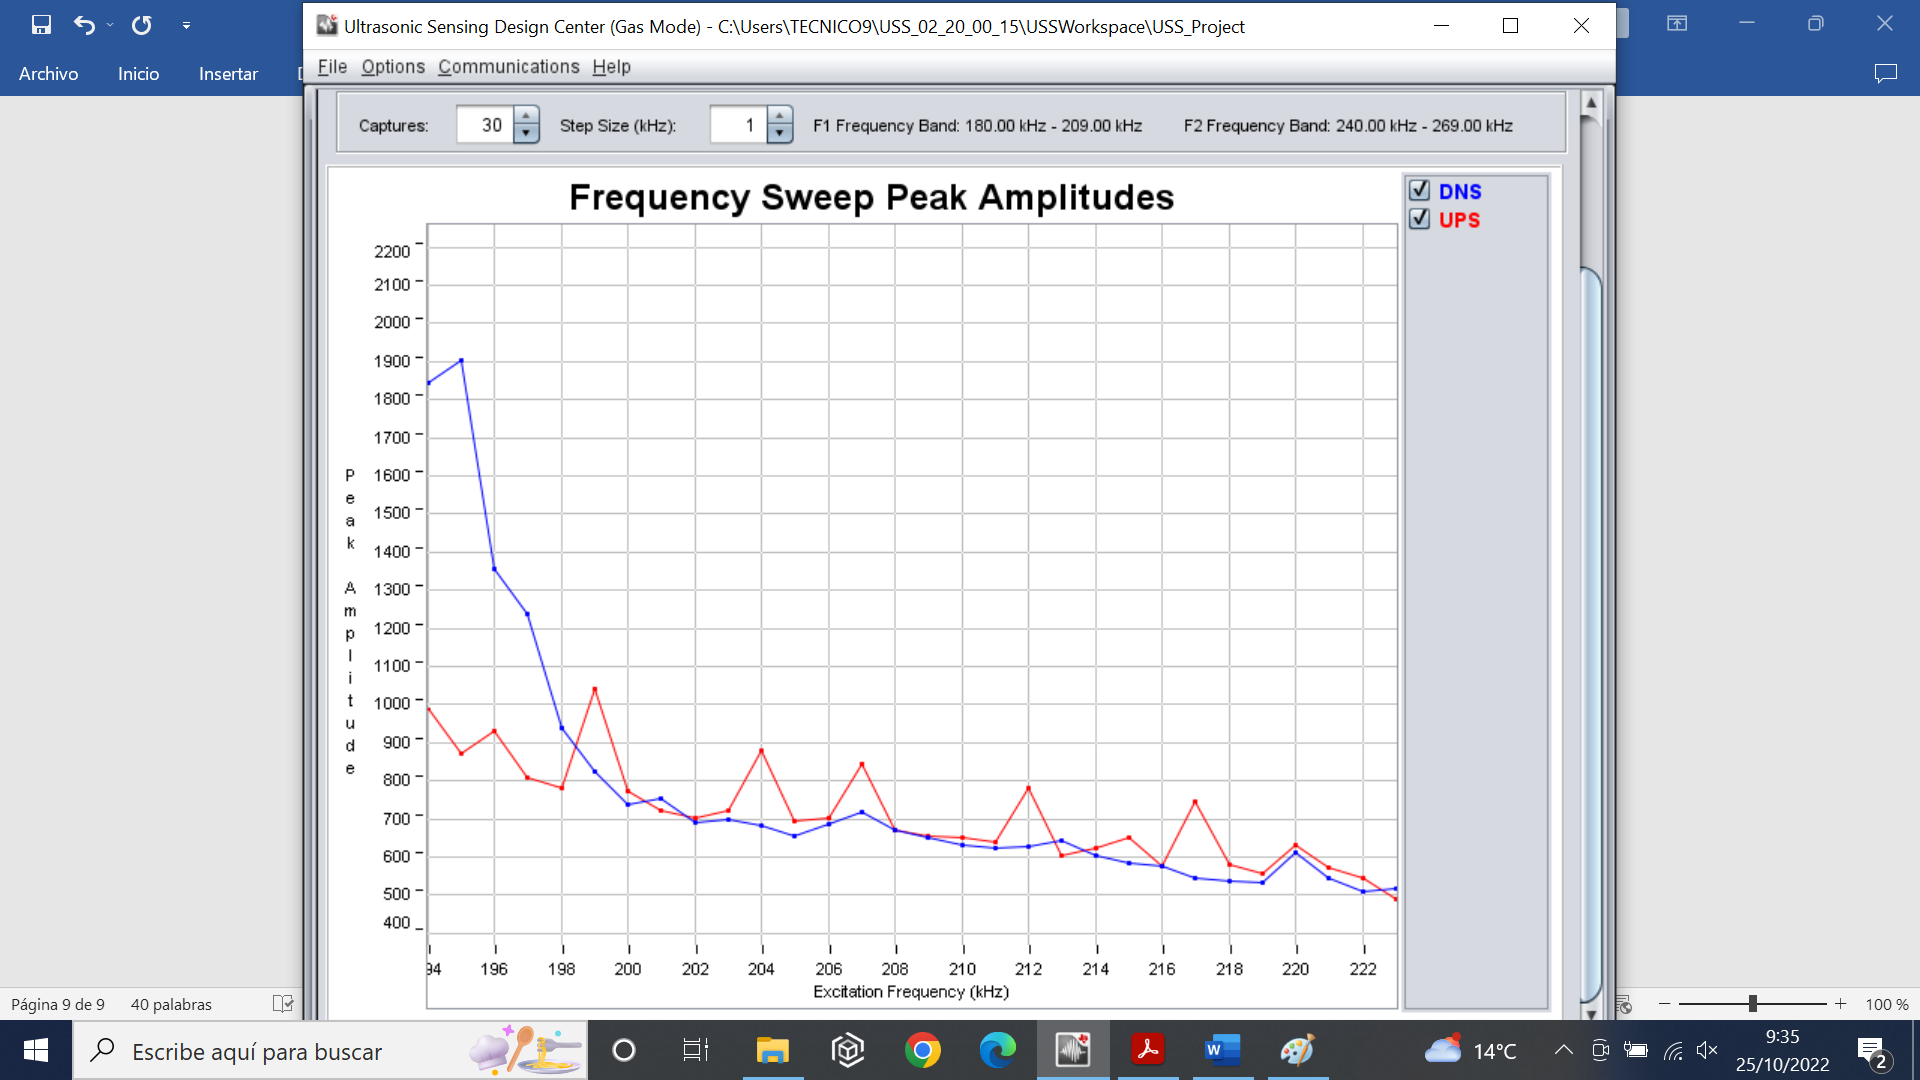 Ultrasonic Sensing Design Center (Gas Mode) - C:\Users\TECNICO9\USS_02_20_00_15\USSWorkspace\USS_Project
Archivo Inicio Insertar
File Options Communications Help
Captures: 30 Step Size (kHz): 1 F1 Frequency Band: 180.00 kHz - 209.00 kHz F2 Frequency Band: 240.00 kHz - 269.00 kHz
Frequency Sweep Peak Amplitudes
DNS
UPS
2200
2100
2000
1900
1800
1700
1600
1500
1400
1300
1200
1100
1000
900
800
700
600
500
400
Peak Amplitude
94 196 198 200 202 204 206 208 210 212 214 216 218 220 222
Excitation Frequency (kHz)
Página 9 de 9 40 palabras 100 %
Escribe aquí para buscar
14°C
9:35
25/10/2022
2